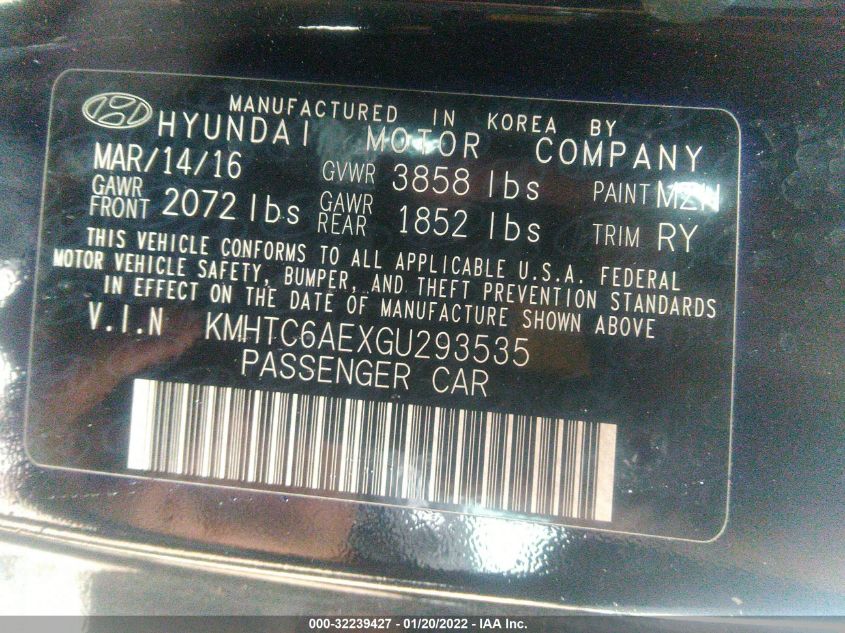 MANUFACTURED IN KOREA BY
HYUNDAI MOTOR COMPANY
MAR/14/16 GVWR 3858 lbs PAINT MZH
GAWR FRONT 2072 lbs GAWR REAR 1852 lbs TRIM RY
THIS VEHICLE CONFORMS TO ALL APPLICABLE U.S.A. FEDERAL
MOTOR VEHICLE SAFETY, BUMPER, AND THEFT PREVENTION STANDARDS
IN EFFECT ON THE DATE OF MANUFACTURE SHOWN ABOVE
V.I.N KMHTC6AEXGU293535
PASSENGER CAR
000-32239427 - 01/20/2022 - IAA Inc.